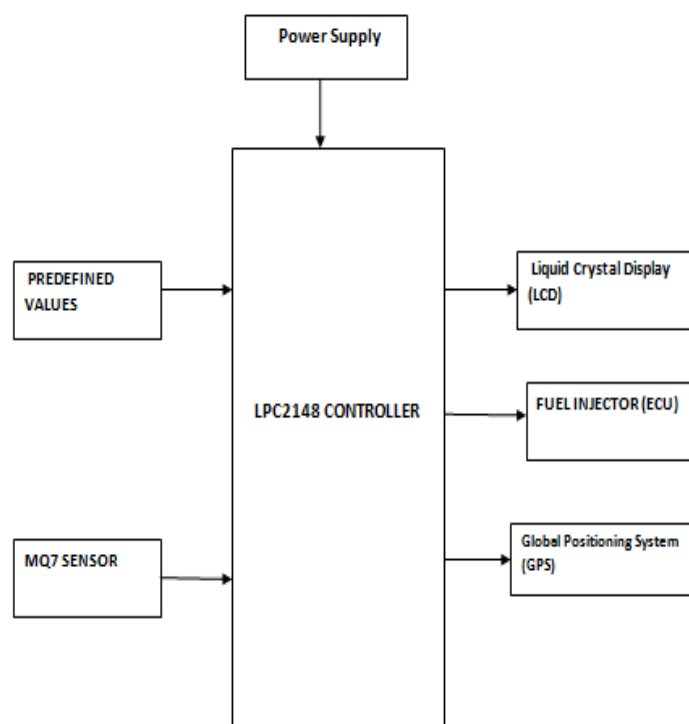 Power Supply
PREDEFINED
VALUES
Liquid Crystal Display
(LCD)
LPC2148 CONTROLLER
FUEL INJECTOR (ECU)
MQ7 SENSOR
Global Positioning System
(GPS)